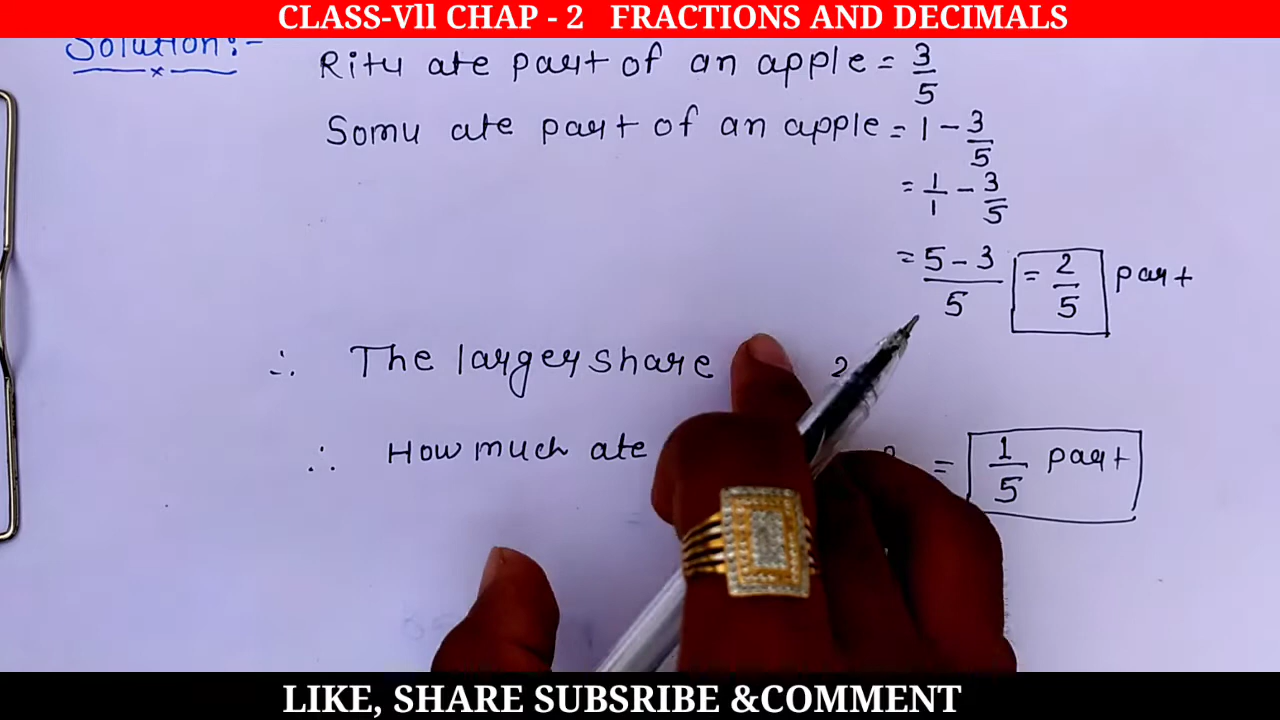 CLASS-Vll CHAP - 2 FRACTIONS AND DECIMALS
Solution:-
Ritu ate part of an apple = 3/5
Somu ate part of an apple = 1 - 3/5
= 1/1 - 3/5
= 5-3/5 = 2/5 part
∴ The larger share 2
∴ How much ate = 1/5 part
LIKE, SHARE SUBSRIBE &COMMENT